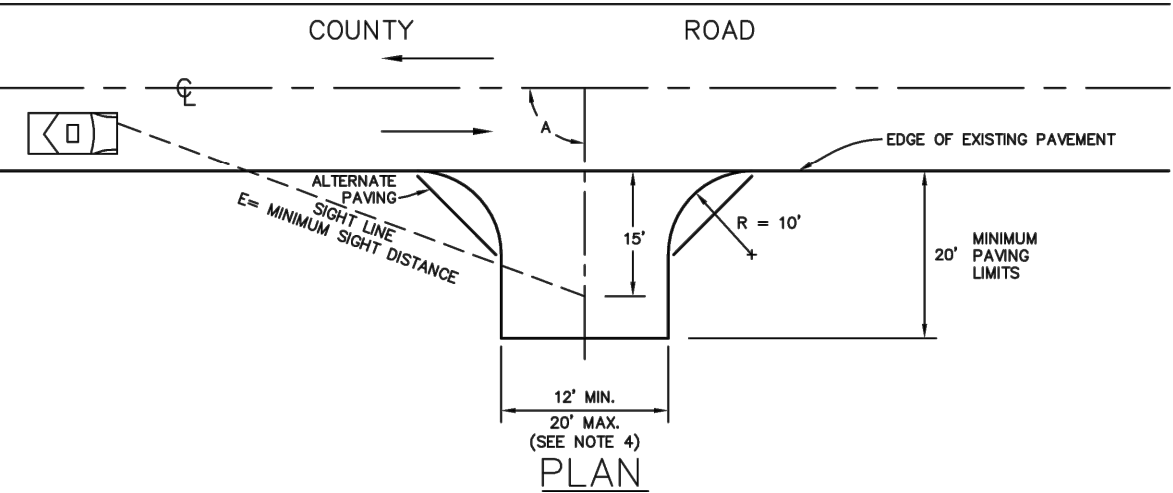 COUNTY ROAD
℄
A
EDGE OF EXISTING PAVEMENT
ALTERNATE
PAVING
SIGHT LINE
E= MINIMUM SIGHT DISTANCE
15'
R = 10'
20' MINIMUM
PAVING
LIMITS
12' MIN.
20' MAX.
(SEE NOTE 4)
PLAN